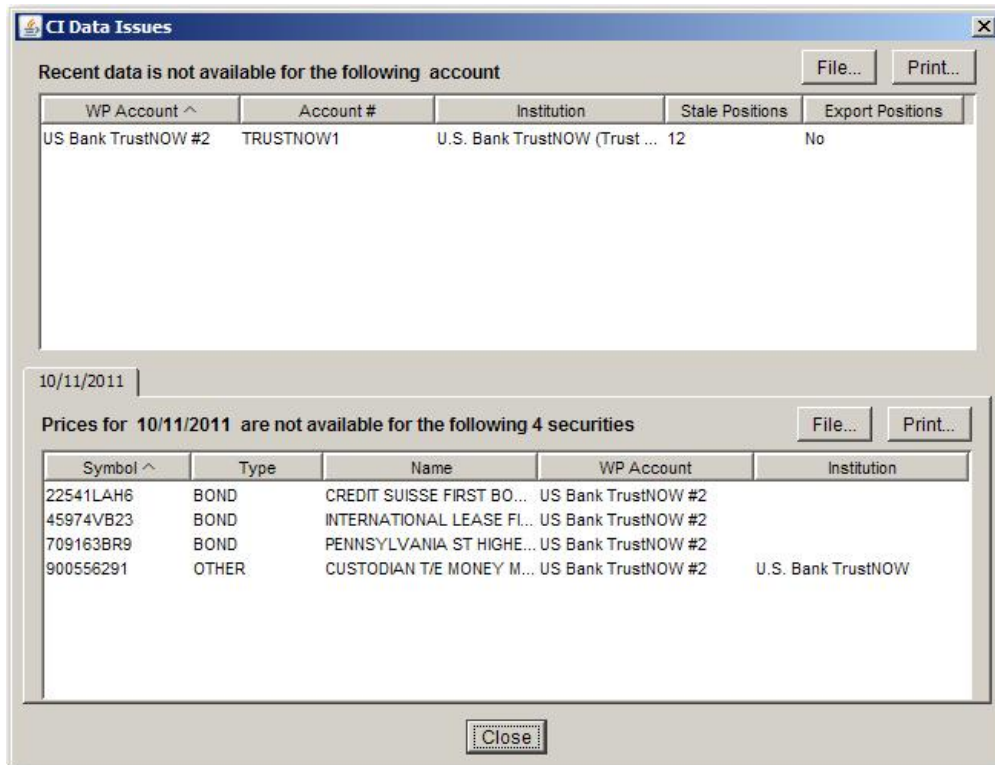 CI Data Issues
Recent data is not available for the following account File... Print...
WP Account Account # Institution Stale Positions Export Positions
US Bank TrustNOW #2 TRUSTNOW1 U.S. Bank TrustNOW (Trust ... 12 No
10/11/2011
Prices for 10/11/2011 are not available for the following 4 securities File... Print...
Symbol Type Name WP Account Institution
22541LAH6 BOND CREDIT SUISSE FIRST BO... US Bank TrustNOW #2
45974VB23 BOND INTERNATIONAL LEASE FI... US Bank TrustNOW #2
709163BR9 BOND PENNSYLVANIA ST HIGHE... US Bank TrustNOW #2
900556291 OTHER CUSTODIAN T/E MONEY M... US Bank TrustNOW #2 U.S. Bank TrustNOW
Close